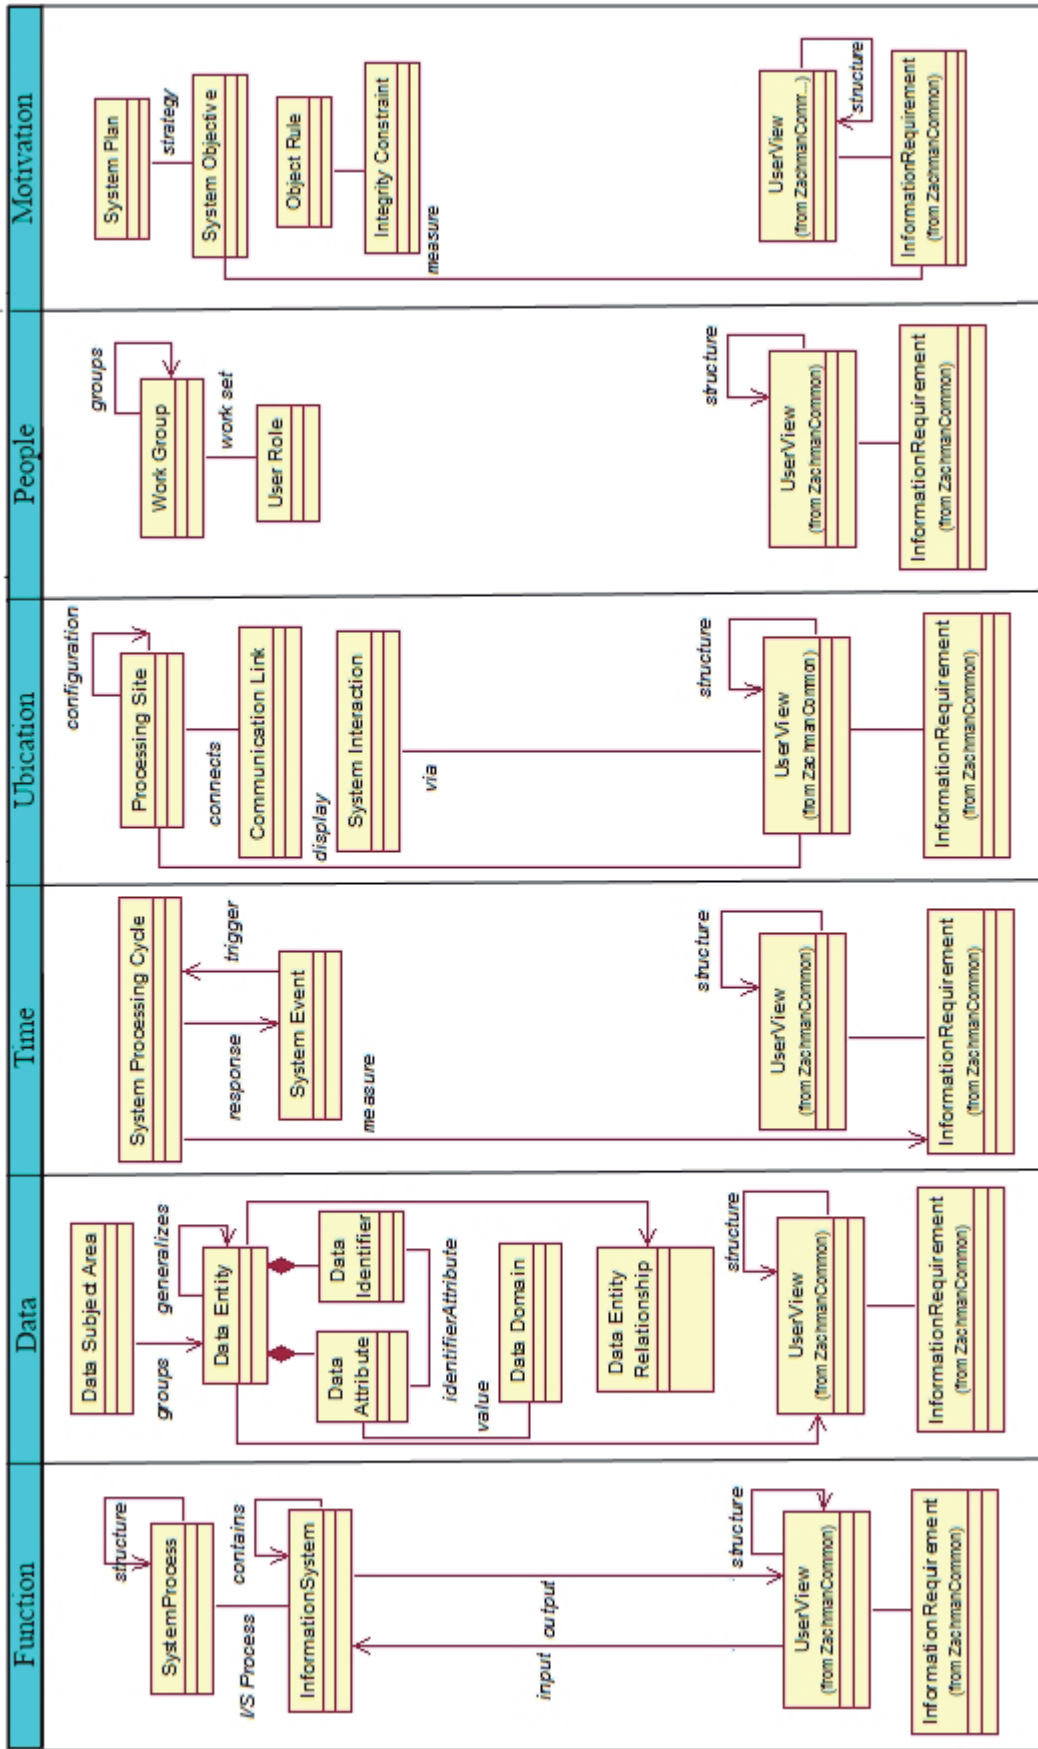 Function
structure
SystemProcess
I/S Process
contains
InformationSystem
input
output
structure
UserView
(from ZachmanCommon)
InformationRequirement
(from ZachmanCommon)
Data
Data Subject Area
groups
generalizes
Data Entity
Data
Attribute
Data
Identifier
identifierAttribute
value
Data Domain
Data Entity
Relationship
structure
UserView
(from ZachmanCommon)
InformationRequirement
(from ZachmanCommon)
Time
System Processing Cycle
response
trigger
System Event
measure
structure
UserView
(from ZachmanCommon)
InformationRequirement
(from ZachmanCommon)
Ubication
configuration
Processing Site
connects
Communication Link
display
System Interaction
via
structure
UserView
(from ZachmanCommon)
InformationRequirement
(from ZachmanCommon)
People
groups
Work Group
work set
User Role
structure
UserView
(from ZachmanCommon)
InformationRequirement
(from ZachmanCommon)
Motivation
System Plan
strategy
System Objective
Object Rule
Integrity Constraint
measure
UserView
(from ZachmanComm...)
structure
InformationRequirement
(from ZachmanCommon)